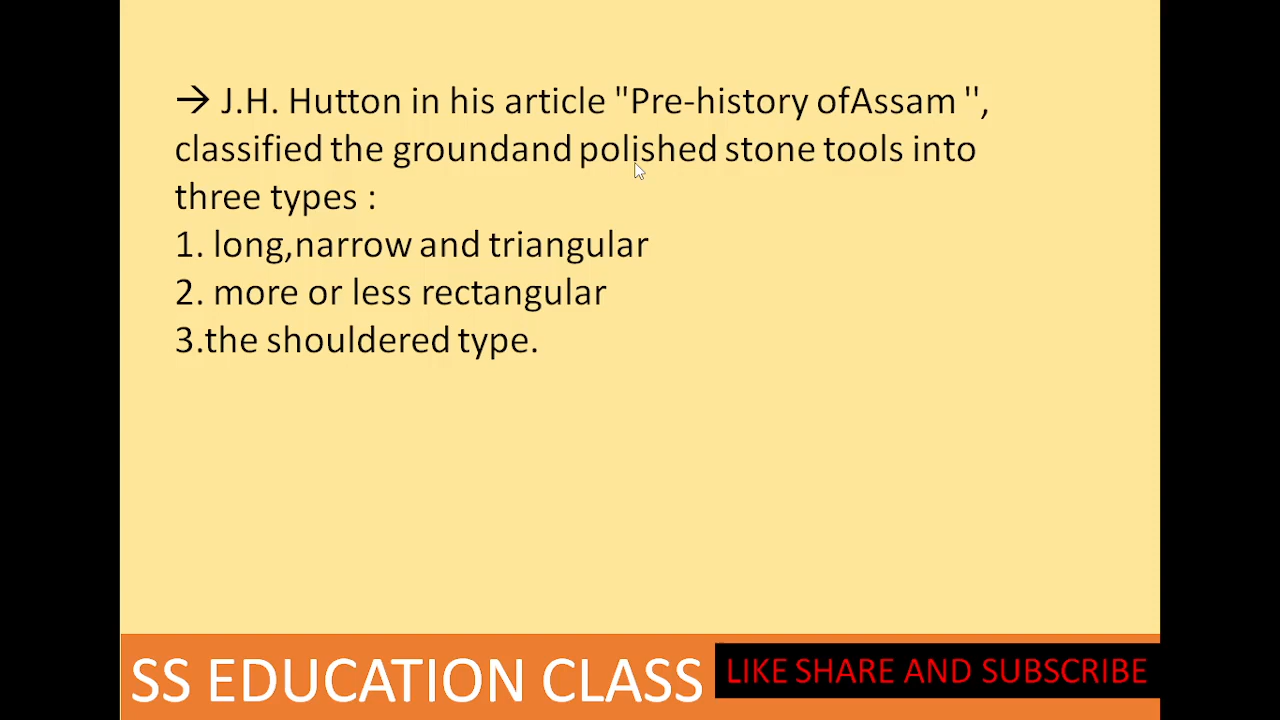 → J.H. Hutton in his article "Pre-history ofAssam ",
classified the groundand polished stone tools into
three types :
1. long,narrow and triangular
2. more or less rectangular
3.the shouldered type.
SS EDUCATION CLASS
LIKE SHARE AND SUBSCRIBE